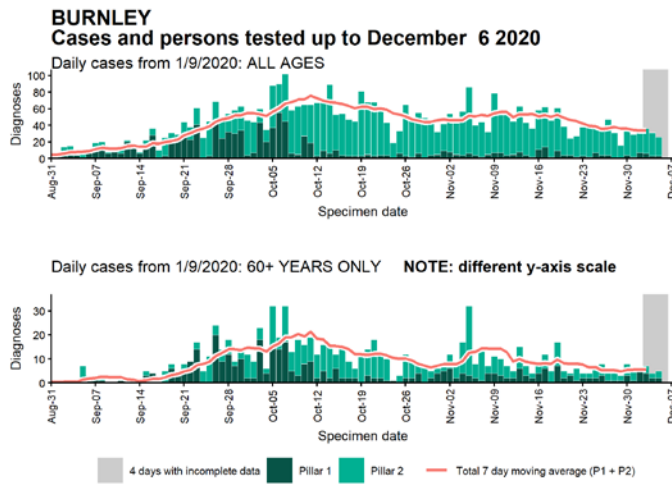 BURNLEY
Cases and persons tested up to December 6 2020
Daily cases from 1/9/2020: ALL AGES
Diagnoses
100
80
60
40
20
0
Aug-31
Sep-07
Sep-14
Sep-21
Sep-28
Oct-05
Oct-12
Oct-19
Oct-26
Nov-02
Nov-09
Nov-16
Nov-23
Nov-30
Dec-07
Specimen date
Daily cases from 1/9/2020: 60+ YEARS ONLY NOTE: different y-axis scale
Diagnoses
30
20
10
0
Aug-31
Sep-07
Sep-14
Sep-21
Sep-28
Oct-05
Oct-12
Oct-19
Oct-26
Nov-02
Nov-09
Nov-16
Nov-23
Nov-30
Dec-07
Specimen date
4 days with incomplete data Pillar 1 Pillar 2 Total 7 day moving average (P1 + P2)